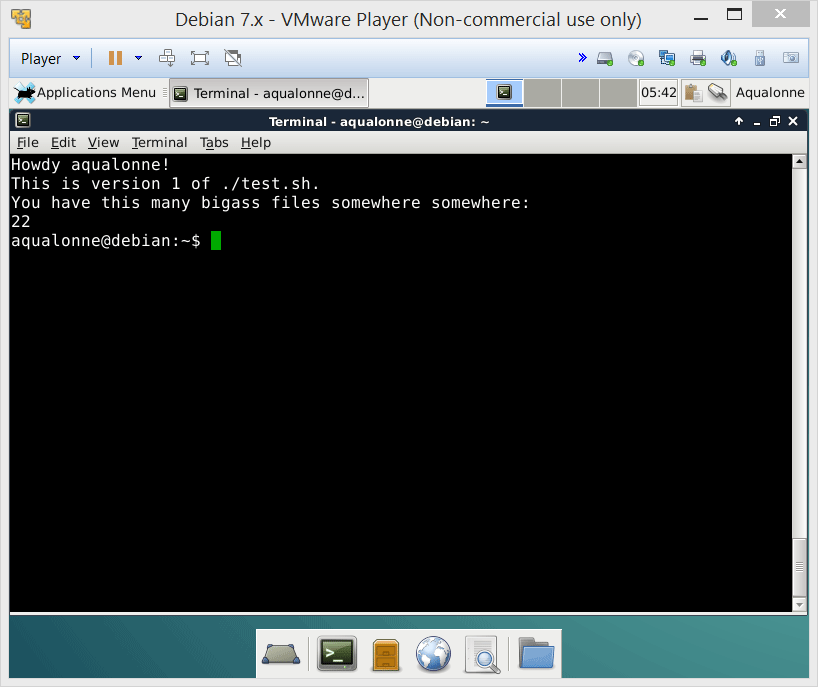 Debian 7.x - VMware Player (Non-commercial use only)
Player
Applications Menu
Terminal - aqualonne@d...
05:42
Aqualonne
Terminal - aqualonne@debian: ~
File Edit View Terminal Tabs Help
Howdy aqualonne!
This is version 1 of ./test.sh.
You have this many bigass files somewhere somewhere:
22
aqualonne@debian:~$